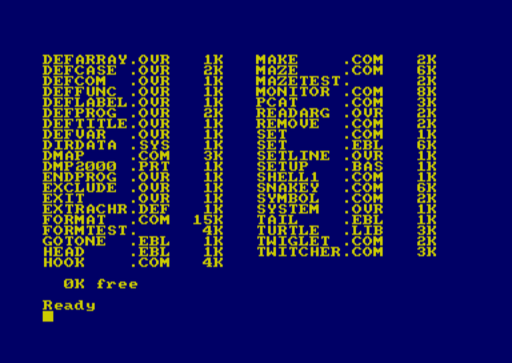 DEFARRAY.OVR 1K MAKE .COM 2K
DEFCASE .OVR 2K MAZE .COM 6K
DEFCOM .OVR 1K MAZETEST. 2K
DEFFUNC .OVR 1K MONITOR .COM 8K
DEFLABEL.OVR 1K PCAT .COM 3K
DEFPROG .OVR 2K READARG .OVR 2K
DEFTITLE.OVR 1K REMOVE .COM 2K
DEFVAR .OVR 1K SET .COM 1K
DIRDATA .SYS 1K SET .EBL 6K
DMAP .COM 3K SETLINE .OVR 1K
DMP2000 .PRT 1K SETUP .BAS 1K
ENDPROG .OVR 1K SHELL1 .COM 1K
EXCLUDE .OVR 1K SNAKEY .COM 6K
EXIT .OVR 1K SYMBOL .COM 2K
EXTRACHR.DEF 1K SYSTEM .OVR 1K
FORMAT .COM 15K TAIL .EBL 1K
FORMTEST. 4K TURTLE .LIB 3K
GOTONE .EBL 1K TWIGLET .COM 2K
HEAD .EBL 1K TWITCHER.COM 3K
HOOK .COM 4K
0K free
Ready